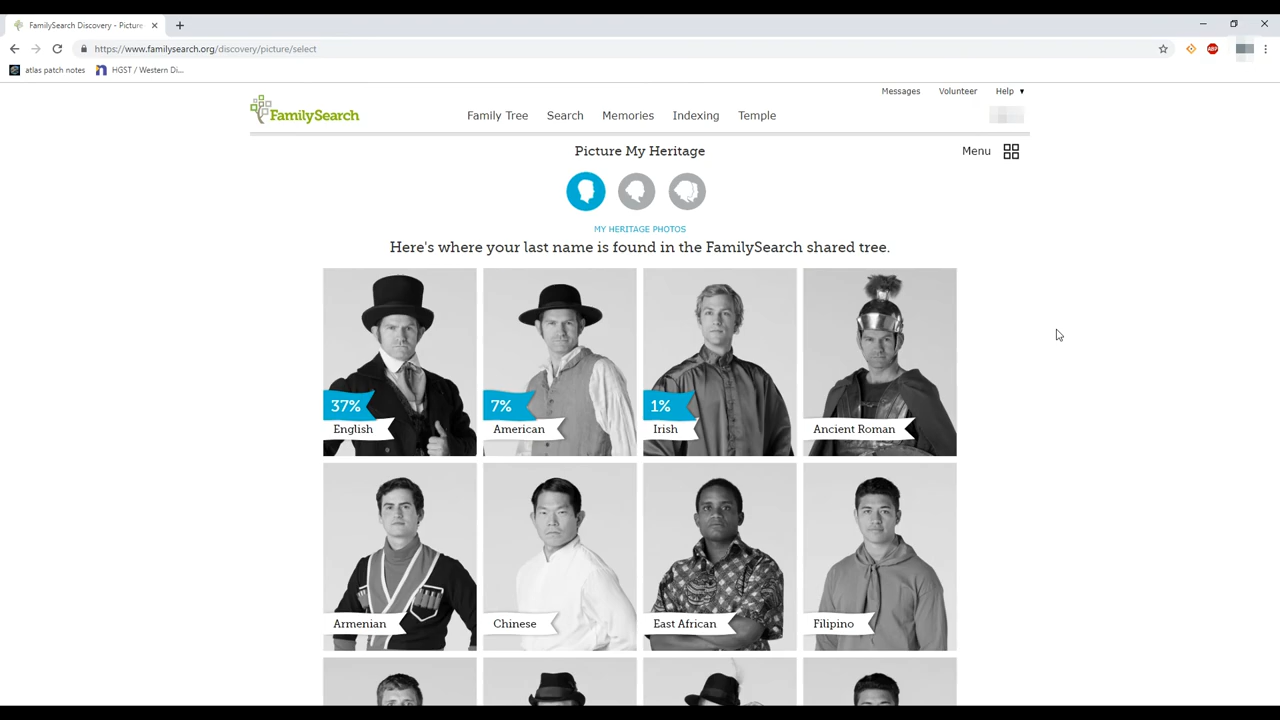 FamilySearch Discovery - Picture
https://www.familysearch.org/discovery/picture/select
ABP
atlas patch notes
HGST / Western Di...
Messages
Volunteer
Help
FamilySearch
Family Tree
Search
Memories
Indexing
Temple
Picture My Heritage
Menu
MY HERITAGE PHOTOS
Here's where your last name is found in the FamilySearch shared tree.
37%
English
7%
American
1%
Irish
Ancient Roman
Armenian
Chinese
East African
Filipino